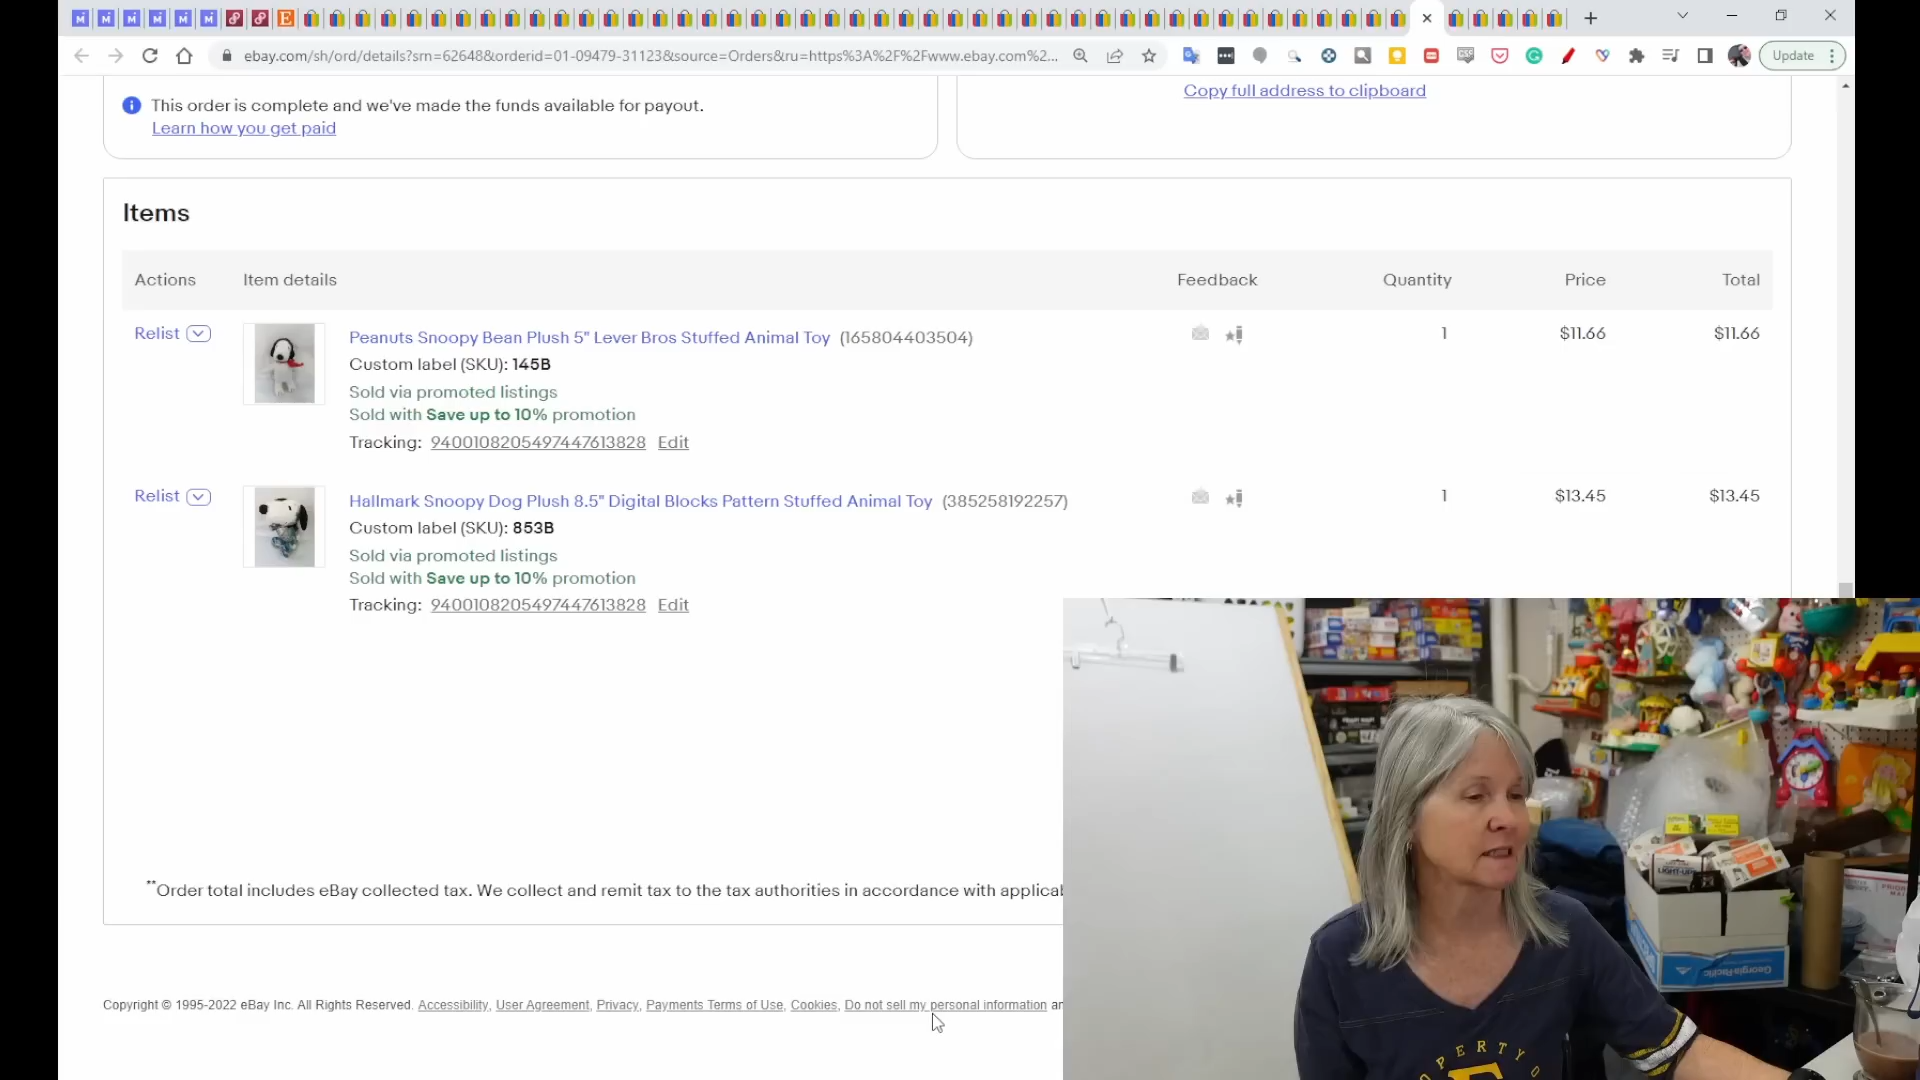 ebay.com/sh/ord/details?srn=62648&orderid=01-09479-31123&source=Orders&ru=https%3A%2F%2Fwww.ebay.com%2...
Update
This order is complete and we've made the funds available for payout.
Learn how you get paid
Copy full address to clipboard
Items
Actions Item details Feedback Quantity Price Total
Relist Peanuts Snoopy Bean Plush 5" Lever Bros Stuffed Animal Toy (165804403504) 1 $11.66 $11.66
Custom label (SKU): 145B
Sold via promoted listings
Sold with Save up to 10% promotion
Tracking: 9400108205497447613828 Edit
Relist Hallmark Snoopy Dog Plush 8.5" Digital Blocks Pattern Stuffed Animal Toy (385258192257) 1 $13.45 $13.45
Custom label (SKU): 853B
Sold via promoted listings
Sold with Save up to 10% promotion
Tracking: 9400108205497447613828 Edit
**Order total includes eBay collected tax. We collect and remit tax to the tax authorities in accordance with applicab
Copyright © 1995-2022 eBay Inc. All Rights Reserved. Accessibility, User Agreement, Privacy, Payments Terms of Use, Cookies, Do not sell my personal information an
Georgia Pacific
OPERTY O